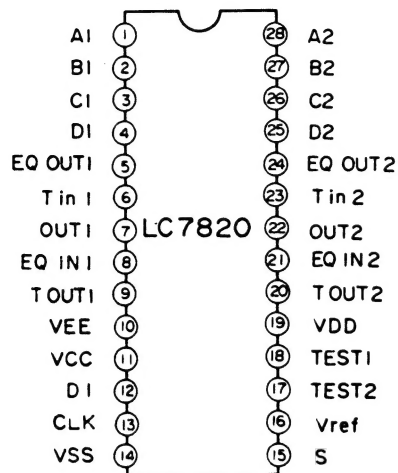 A1 1 28 A2
B1 2 27 B2
C1 3 26 C2
D1 4 25 D2
EQ OUT1 5 24 EQ OUT2
Tin 1 6 23 Tin 2
OUT1 7 LC7820 22 OUT2
EQ IN1 8 21 EQ IN2
T OUT1 9 20 T OUT2
VEE 10 19 VDD
VCC 11 18 TEST1
DI 12 17 TEST2
CLK 13 16 Vref
VSS 14 15 S